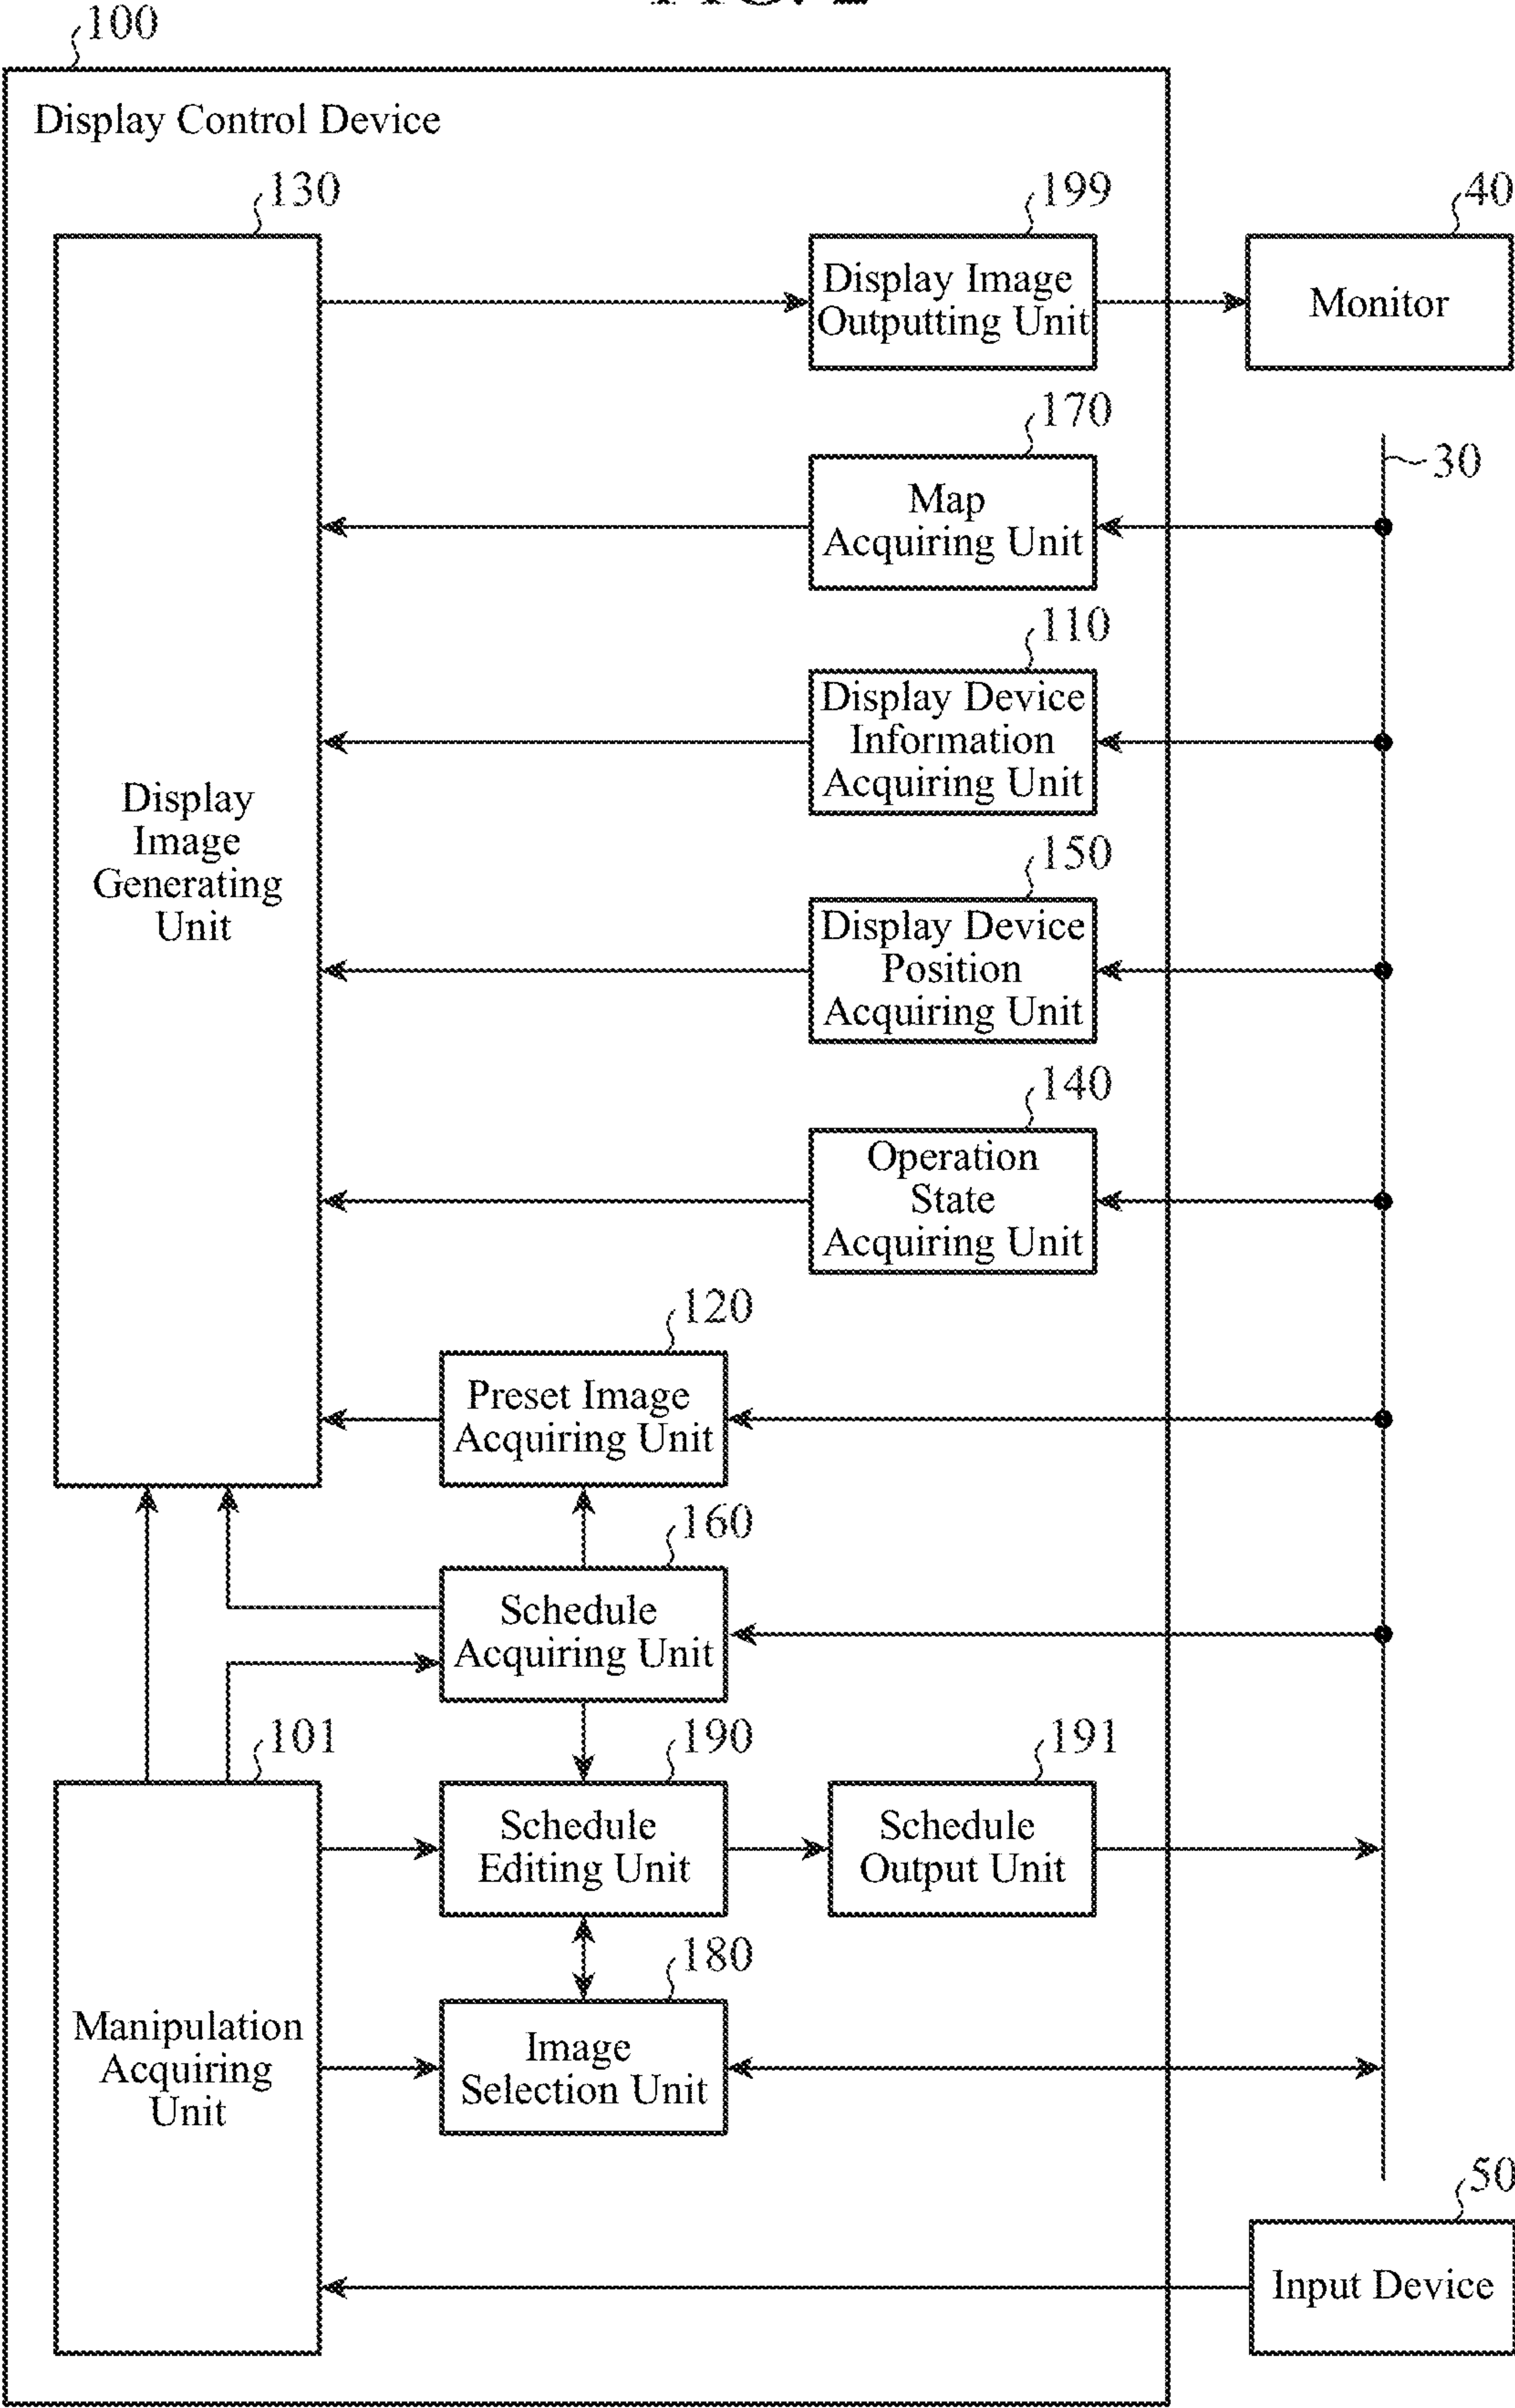 100
Display Control Device
130
199
40
Display Image
Outputting Unit
Monitor
170
30
Map
Acquiring Unit
110
Display Device
Information
Acquiring Unit
Display
Image
Generating
Unit
150
Display Device
Position
Acquiring Unit
140
Operation
State
Acquiring Unit
120
Preset Image
Acquiring Unit
160
Schedule
Acquiring Unit
101
190
191
Schedule
Editing Unit
Schedule
Output Unit
180
Manipulation
Acquiring
Unit
Image
Selection Unit
50
Input Device